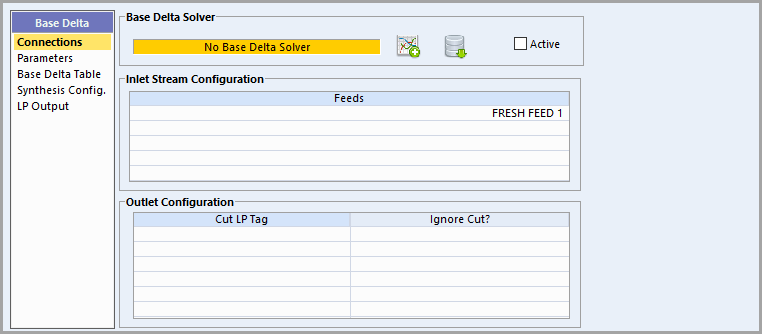 Base Delta
Connections
Parameters
Base Delta Table
Synthesis Config.
LP Output
Base Delta Solver
No Base Delta Solver
Active
Inlet Stream Configuration
Feeds
FRESH FEED 1
Outlet Configuration
Cut LP Tag Ignore Cut?